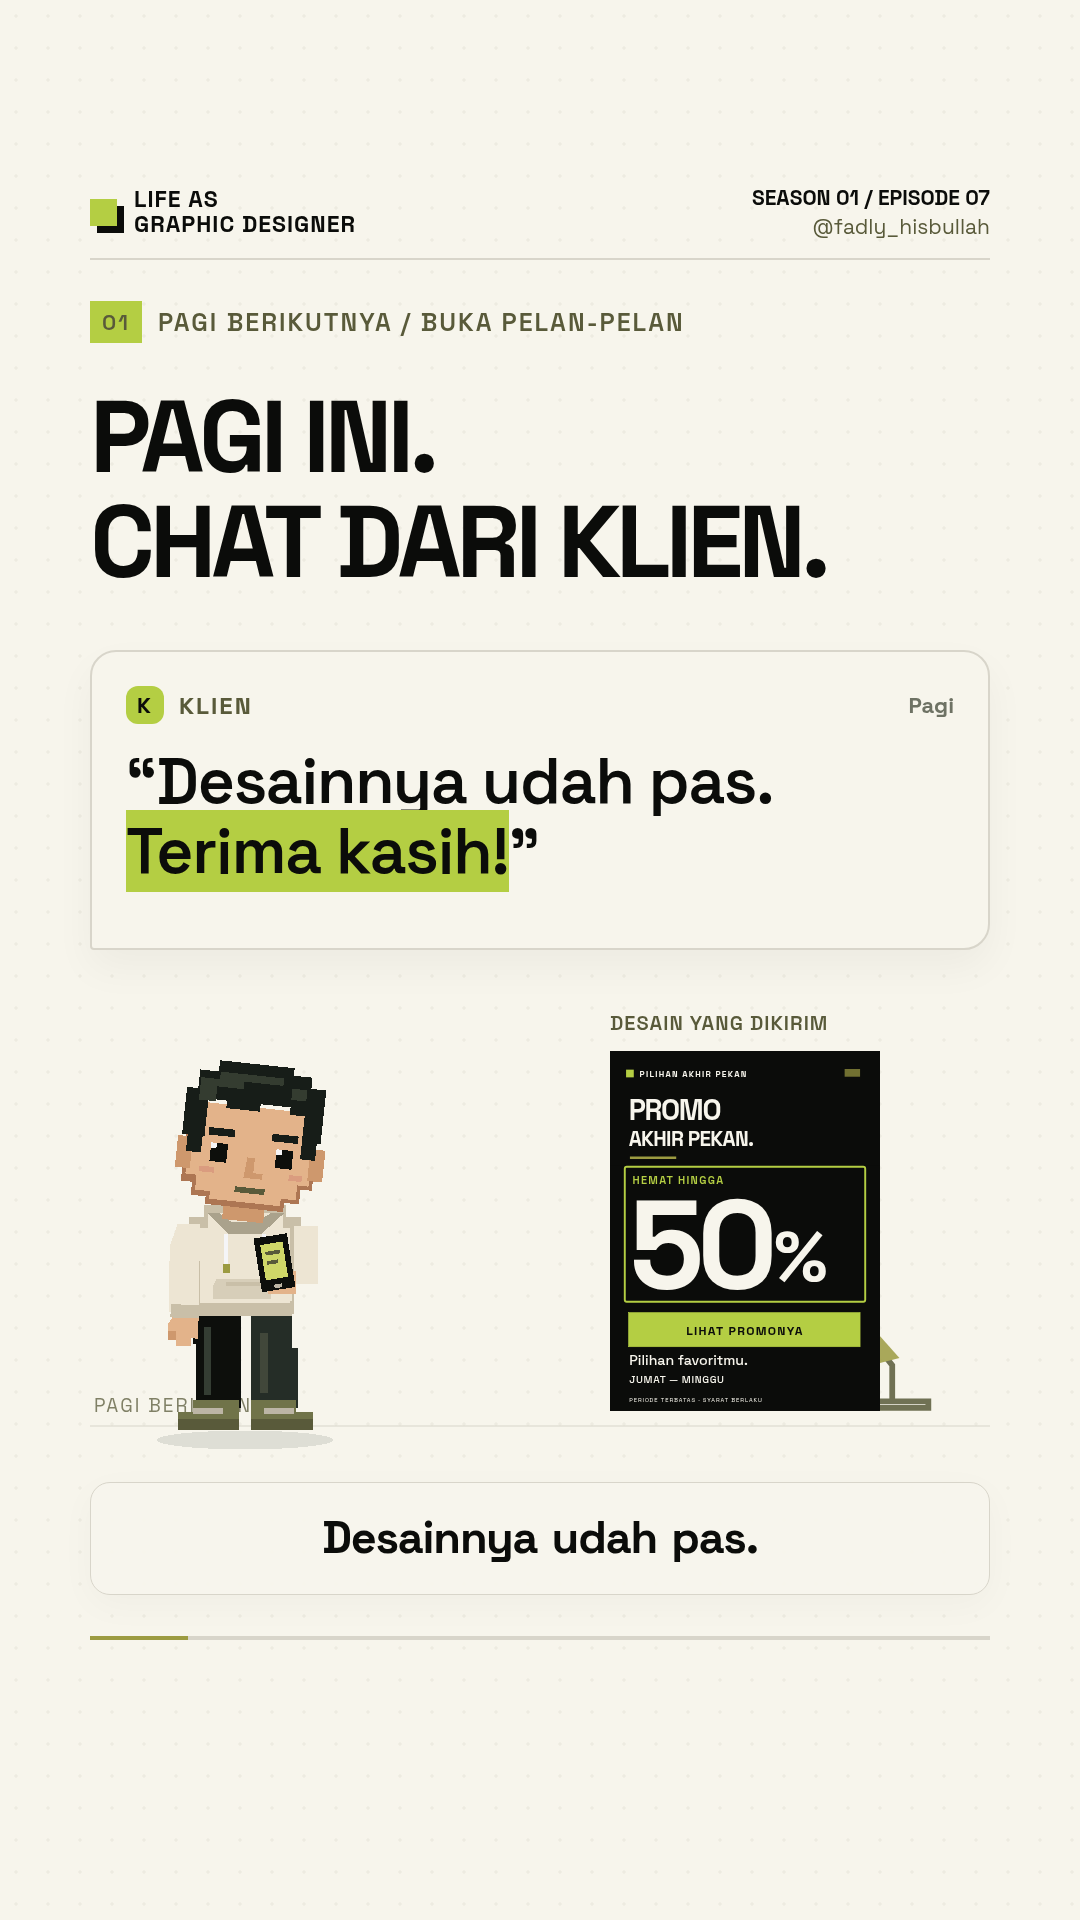 LIFE AS
GRAPHIC DESIGNER
SEASON 01 / EPISODE 07
@fadly_hisbullah
01 PAGI BERIKUTNYA / BUKA PELAN-PELAN
PAGI INI.
CHAT DARI KLIEN.
K KLIEN
Pagi
“Desainnya udah pas.
Terima kasih!”
DESAIN YANG DIKIRIM
PILIHAN AKHIR PEKAN
PROMO
AKHIR PEKAN.
HEMAT HINGGA
50%
LIHAT PROMONYA
Pilihan favoritmu.
JUMAT — MINGGU
PERIODE TERBATAS · SYARAT BERLAKU
PAGI
Desainnya udah pas.